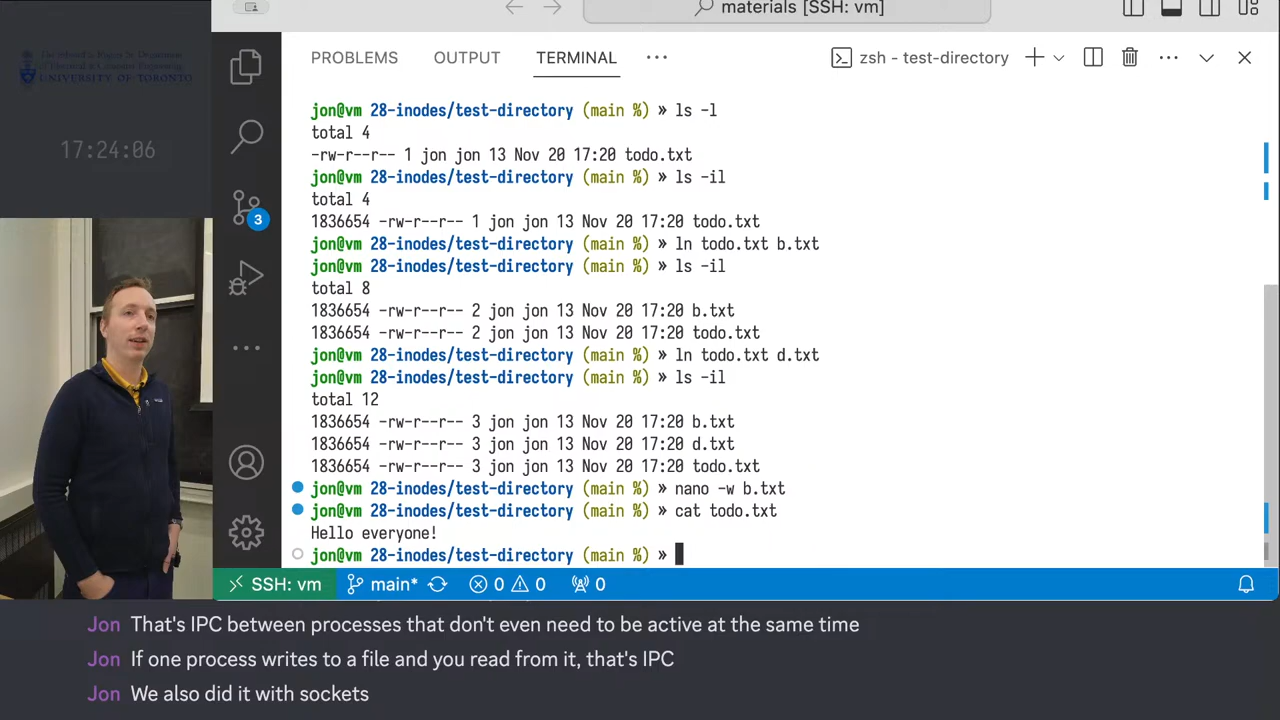 materials [SSH: vm]
UNIVERSITY OF TORONTO
17:24:06
PROBLEMS OUTPUT TERMINAL ··· zsh - test-directory
jon@vm 28-inodes/test-directory (main %) » ls -l
total 4
-rw-r--r-- 1 jon jon 13 Nov 20 17:20 todo.txt
jon@vm 28-inodes/test-directory (main %) » ls -il
total 4
1836654 -rw-r--r-- 1 jon jon 13 Nov 20 17:20 todo.txt
jon@vm 28-inodes/test-directory (main %) » ln todo.txt b.txt
jon@vm 28-inodes/test-directory (main %) » ls -il
total 8
1836654 -rw-r--r-- 2 jon jon 13 Nov 20 17:20 b.txt
1836654 -rw-r--r-- 2 jon jon 13 Nov 20 17:20 todo.txt
jon@vm 28-inodes/test-directory (main %) » ln todo.txt d.txt
jon@vm 28-inodes/test-directory (main %) » ls -il
total 12
1836654 -rw-r--r-- 3 jon jon 13 Nov 20 17:20 b.txt
1836654 -rw-r--r-- 3 jon jon 13 Nov 20 17:20 d.txt
1836654 -rw-r--r-- 3 jon jon 13 Nov 20 17:20 todo.txt
jon@vm 28-inodes/test-directory (main %) » nano -w b.txt
jon@vm 28-inodes/test-directory (main %) » cat todo.txt
Hello everyone!
jon@vm 28-inodes/test-directory (main %) »
3
SSH: vm main* 0 0 0
Jon That's IPC between processes that don't even need to be active at the same time
Jon If one process writes to a file and you read from it, that's IPC
Jon We also did it with sockets